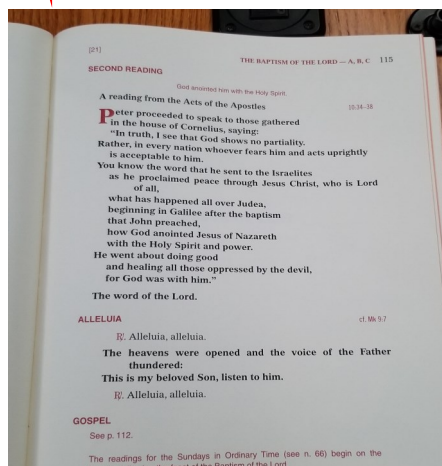 [21]
THE BAPTISM OF THE LORD — A, B, C 115
SECOND READING
God anointed him with the Holy Spirit.
A reading from the Acts of the Apostles 10:34-38
Peter proceeded to speak to those gathered
in the house of Cornelius, saying:
"In truth, I see that God shows no partiality.
Rather, in every nation whoever fears him and acts uprightly
is acceptable to him.
You know the word that he sent to the Israelites
as he proclaimed peace through Jesus Christ, who is Lord
of all,
what has happened all over Judea,
beginning in Galilee after the baptism
that John preached,
how God anointed Jesus of Nazareth
with the Holy Spirit and power.
He went about doing good
and healing all those oppressed by the devil,
for God was with him."
The word of the Lord.
ALLELUIA cf. Mk 9:7
℟. Alleluia, alleluia.
The heavens were opened and the voice of the Father
thundered:
This is my beloved Son, listen to him.
℟. Alleluia, alleluia.
GOSPEL
See p. 112.
The readings for the Sundays in Ordinary Time (see n. 66) begin on the
of the Baptism of the Lord